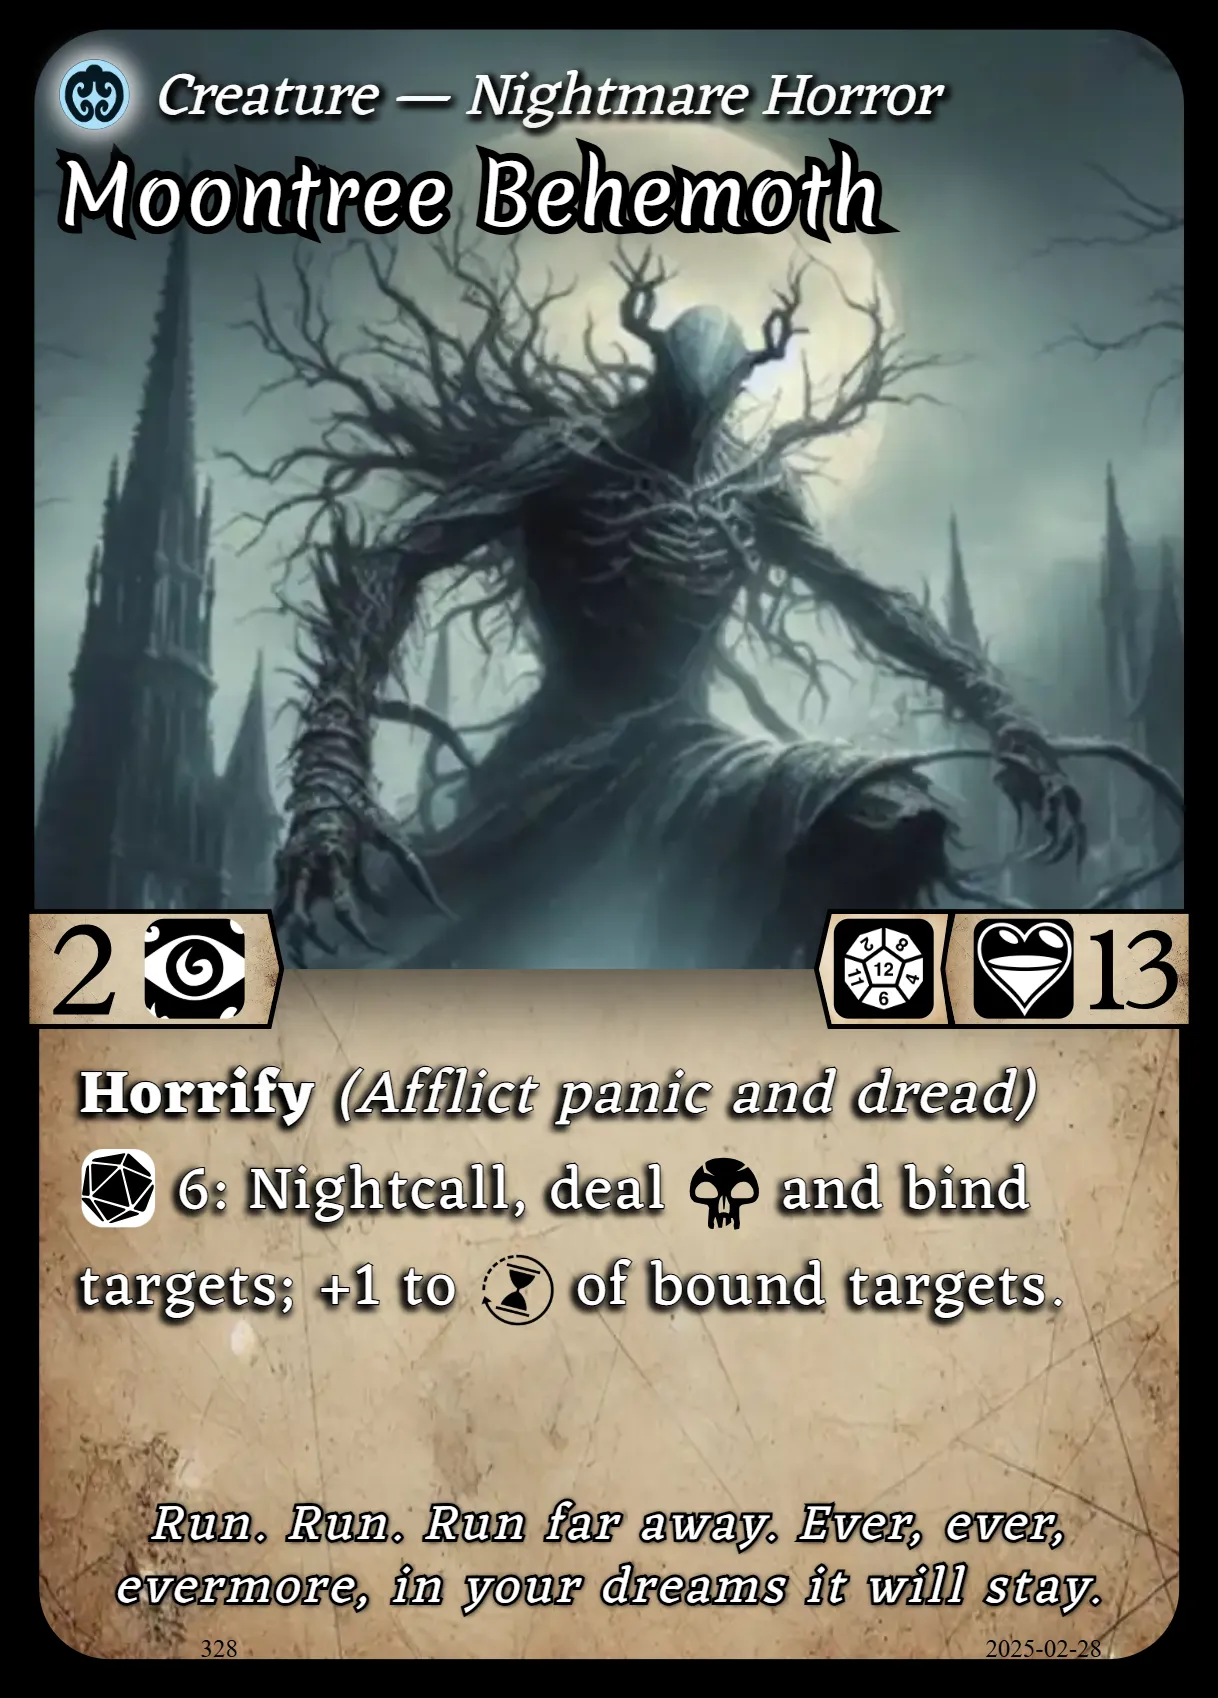 Creature — Nightmare Horror
Moontree Behemoth
2
2 8 11 12 4 6
13
Horrify (Afflict panic and dread)
6: Nightcall, deal and bind
targets; +1 to of bound targets.
Run. Run. Run far away. Ever, ever,
evermore, in your dreams it will stay.
328 2025-02-28